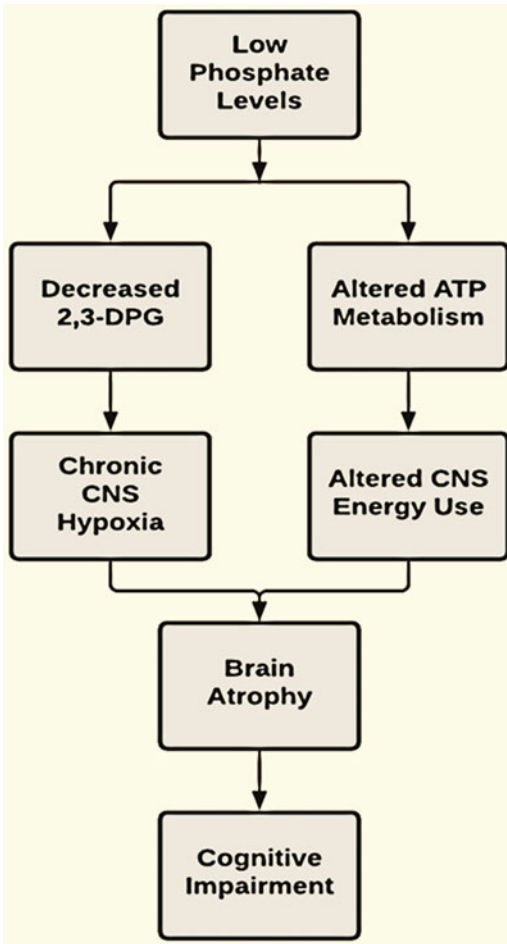 Low
Phosphate
Levels
Decreased
2,3-DPG
Altered ATP
Metabolism
Chronic
CNS
Hypoxia
Altered CNS
Energy Use
Brain
Atrophy
Cognitive
Impairment